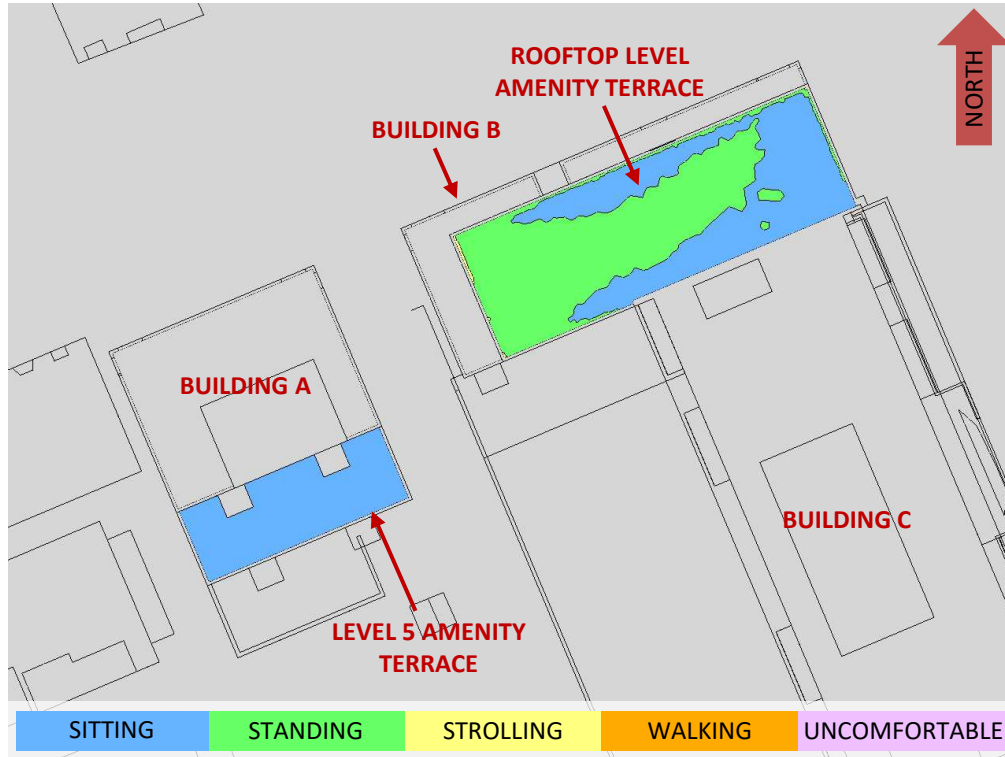 ROOFTOP LEVEL
AMENITY TERRACE
NORTH
BUILDING B
BUILDING A
BUILDING C
LEVEL 5 AMENITY
TERRACE
SITTING
STANDING
STROLLING
WALKING
UNCOMFORTABLE